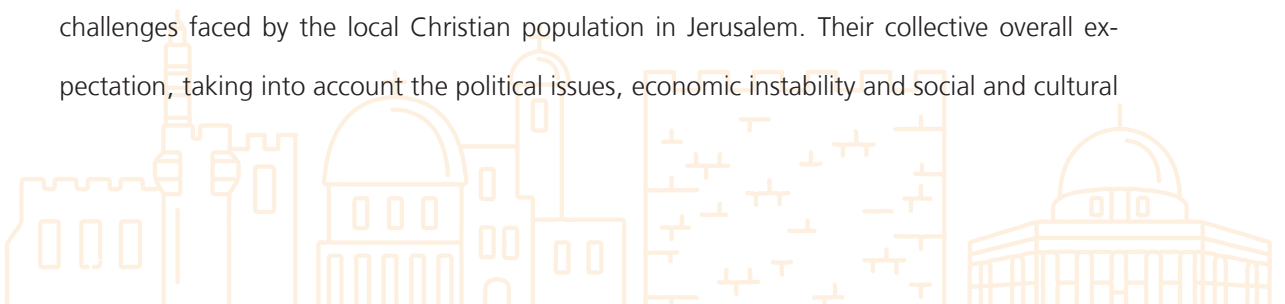 challenges faced by the local Christian population in Jerusalem. Their collective overall ex-
pectation, taking into account the political issues, economic instability and social and cultural